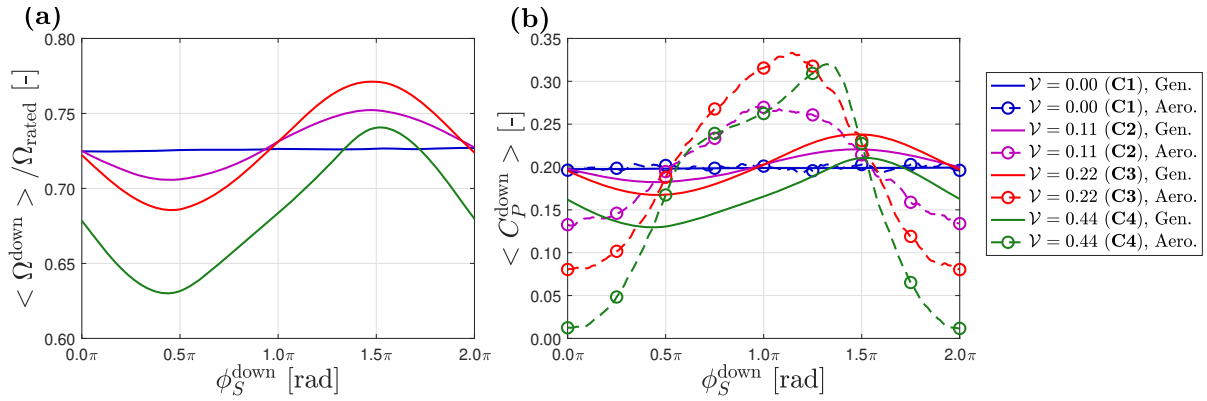 (a)
0.80
0.75
0.70
0.65
0.60
0.0π 0.5π 1.0π 1.5π 2.0π
< Ω^down > /Ω_rated [-]
ϕ_S^down [rad]
(b)
0.35
0.30
0.25
0.20
0.15
0.10
0.05
0.00
0.0π 0.5π 1.0π 1.5π 2.0π
< C_P^down > [-]
ϕ_S^down [rad]
𝒱 = 0.00 (C1), Gen.
𝒱 = 0.00 (C1), Aero.
𝒱 = 0.11 (C2), Gen.
𝒱 = 0.11 (C2), Aero.
𝒱 = 0.22 (C3), Gen.
𝒱 = 0.22 (C3), Aero.
𝒱 = 0.44 (C4), Gen.
𝒱 = 0.44 (C4), Aero.